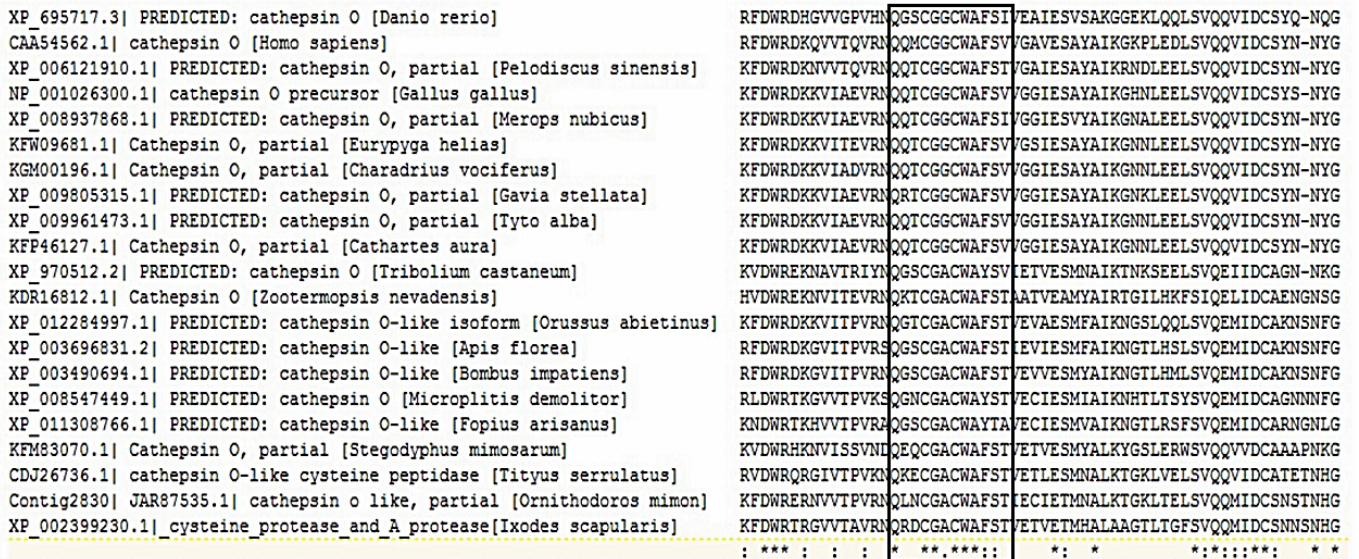 XP_695717.3| PREDICTED: cathepsin O [Danio rerio] RFDWRDHGVVGPVHNQGSCGGCWAFSIVEAIESVSAKGGEKLQQLSVQQVIDCSYQ-NQG
CAA54562.1| cathepsin O [Homo sapiens] RFDWRDKQVVTQVRNQQMCGGCWAFSVVGAVESAYAIKGKPLEDLSVQQVIDCSYN-NYG
XP_006121910.1| PREDICTED: cathepsin O, partial [Pelodiscus sinensis] KFDWRDKNVVTQVRNQQTCGGCWAFSTVGAIESAYAIKRNDLEELSVQQVIDCSYN-NYG
NP_001026300.1| cathepsin O precursor [Gallus gallus] KFDWRDKKVIAEVRNQQTCGGCWAFSVVGGIESAYAIKGHNLEELSVQQVIDCSYS-NYG
XP_008937868.1| PREDICTED: cathepsin O, partial [Merops nubicus] KFDWRDKKVIAEVRNQQTCGGCWAFSIVGGIESVYAIKGNALEELSVQQVIDCSYN-NYG
KFW09681.1| Cathepsin O, partial [Eurypyga helias] KFDWRDKKVITEVRNQQTCGGCWAFSVVGSIESAYAIKGNNLEELSVQQVIDCSYN-NYG
KGM00196.1| Cathepsin O, partial [Charadrius vociferus] KFDWRDKKVIADVRNQQTCGGCWAFSVVGGIESAYAIKGNNLEELSVQQVIDCSYN-NYG
XP_009805315.1| PREDICTED: cathepsin O, partial [Gavia stellata] KFDWRDKKVIAEVRNQRTCGGCWAFSVVGGIESAYAIKGNKLEELSVQQVIDCSYN-NYG
XP_009961473.1| PREDICTED: cathepsin O, partial [Tyto alba] KFDWRDKKVIAEVRNQQTCGGCWAFSVVGGIESAYAIKGNNLEELSVQQVIDCSYN-NYG
KFP46127.1| Cathepsin O, partial [Cathartes aura] KFDWRDKKVIAEVRNQQTCGGCWAFSVVGGIESAYAIKGNNLEELSVQQVIDCSYN-NYG
XP_970512.2| PREDICTED: cathepsin O [Tribolium castaneum] KVDWREKNAVTRIYNQGSCGACWAYSVIETVESMNAIKTNKSEELSVQEIIDCAGN-NKG
KDR16812.1| Cathepsin O [Zootermopsis nevadensis] HVDWREKNVITEVRNQKTCGACWAFSTAATVEAMYAIRTGILHKFSIQELIDCAENGNSG
XP_012284997.1| PREDICTED: cathepsin O-like isoform [Orussus abietinus] KFDWRDKKVITPVRNQGTCGACWAFSTVEVAESMFAIKNGSLQQLSVQEMIDCAKNSNFG
XP_003696831.2| PREDICTED: cathepsin O-like [Apis florea] RFDWRDKGVITPVRSQGSCGACWAFSTIEVIESMFAIKNGTLHSLSVQEMIDCAKNSNFG
XP_003490694.1| PREDICTED: cathepsin O-like [Bombus impatiens] RFDWRDKGVITPVRNQGSCGACWAFSTVEVVESMYAIKNGTLHMLSVQEMIDCAKNSNFG
XP_008547449.1| PREDICTED: cathepsin O [Microplitis demolitor] RLDWRTKGVVTPVKSQGNCGACWAYSTVECIESMIAIKNHTLTSYSVQEMIDCAGNNNFG
XP_011308766.1| PREDICTED: cathepsin O-like [Fopius arisanus] KNDWRTKHVVTPVRAQGSCGACWAYTAVECIESMVAIKNGTLRSFSVQEMIDCARNGNLG
KFM83070.1| Cathepsin O, partial [Stegodyphus mimosarum] KVDWRHKNVISSVNDQEQCGACWAFSTVETVESMYALKYGSLERWSVQQVVDCAAAPNKG
CDJ26736.1| cathepsin O-like cysteine peptidase [Tityus serrulatus] RVDWRQRGIVTPVKNQKECGACWAFSTVETLESMNALKTGKLVELSVQQMIDCATETNHG
Contig2830| JAR87535.1| cathepsin o like, partial [Ornithodoros mimon] KFDWRERNVVTPVRNQLNCGACWAFSTIECIETMNALKTGKLTELSVQQMIDCSNSTNHG
XP_002399230.1|_cysteine_protease_and_A_protease[Ixodes scapularis] KFDWRTRGVVTAVRNQRDCGACWAFSTVETVETMHALAAGTLTGFSVQQMIDCSNNSNHG
: *** : : : * **.***:: *: * *:*:::**: * *